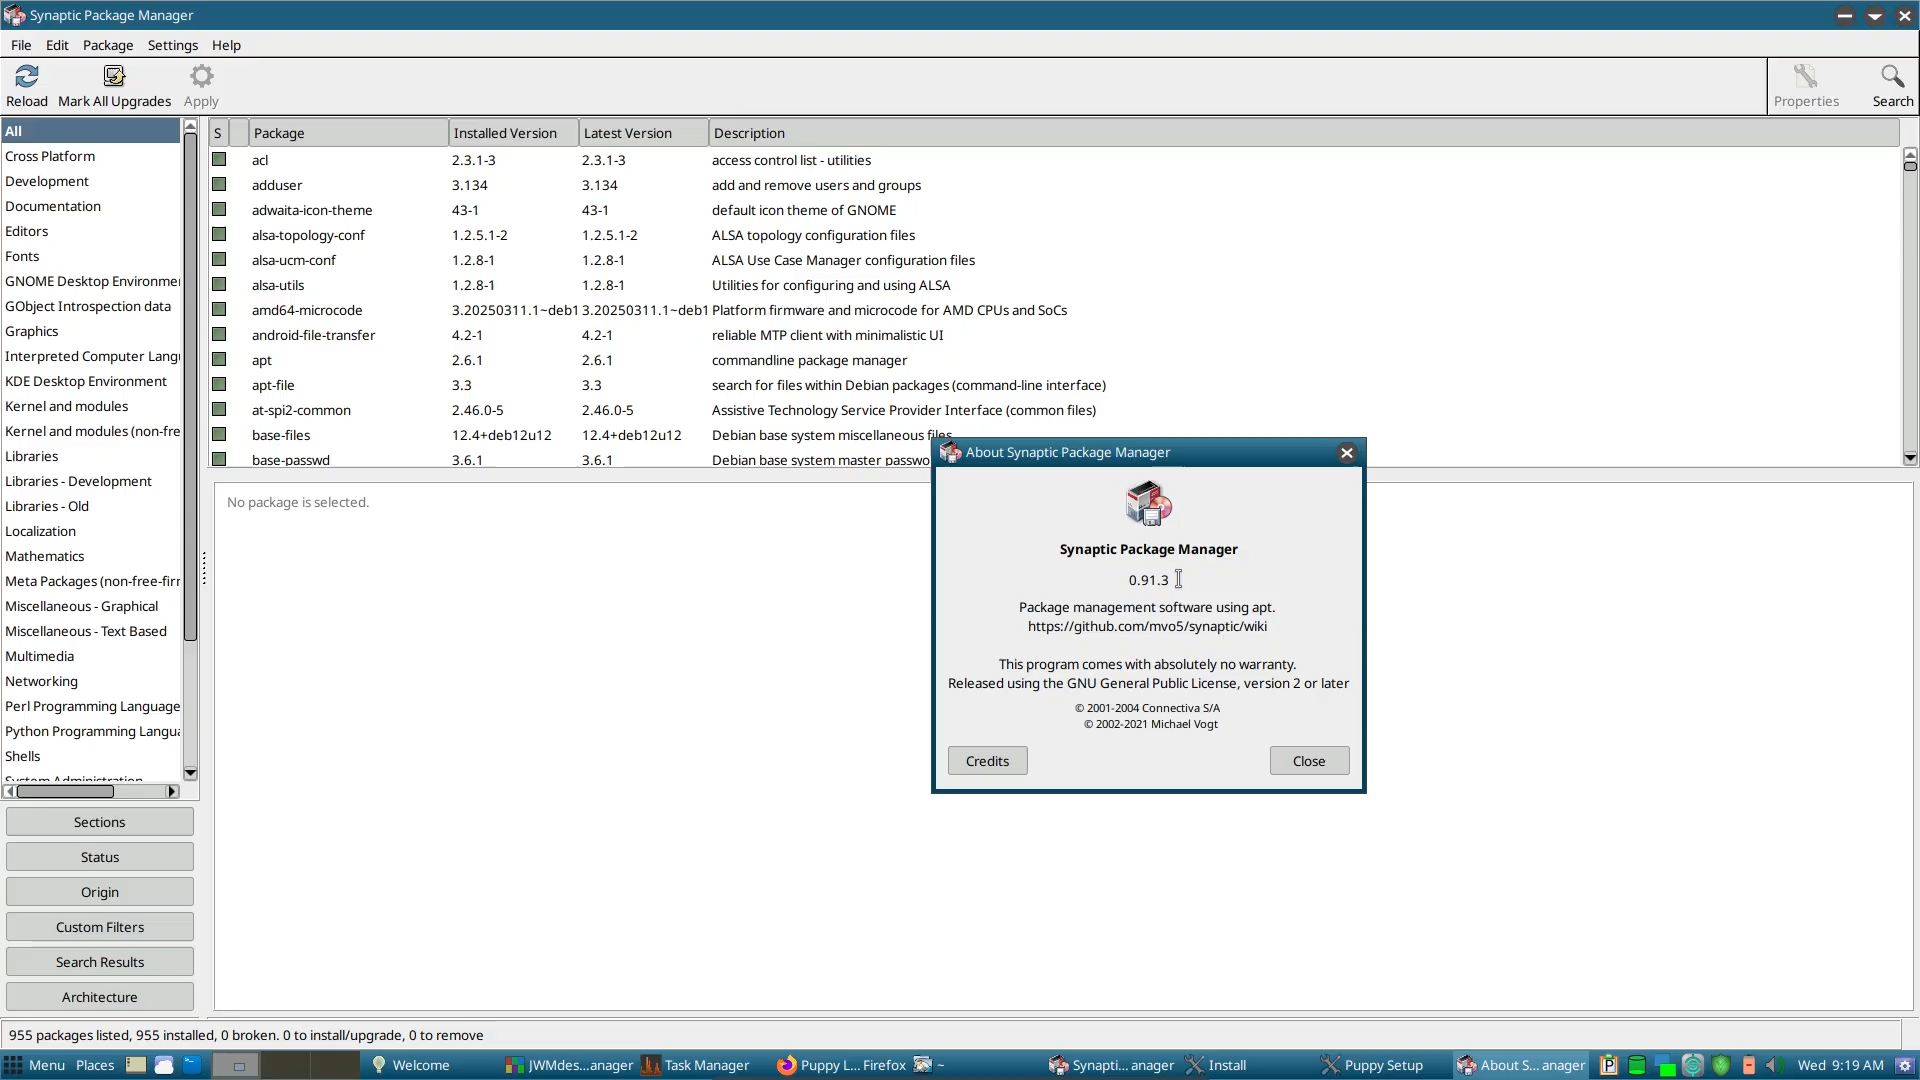 Synaptic Package Manager
File Edit Package Settings Help
Reload Mark All Upgrades Apply Properties Search
All
Cross Platform
Development
Documentation
Editors
Fonts
GNOME Desktop Environme
GObject Introspection data
Graphics
Interpreted Computer Lang
KDE Desktop Environment
Kernel and modules
Kernel and modules (non-fre
Libraries
Libraries - Development
Libraries - Old
Localization
Mathematics
Meta Packages (non-free-firr
Miscellaneous - Graphical
Miscellaneous - Text Based
Multimedia
Networking
Perl Programming Language
Python Programming Langua
Shells
System Administration
Sections
Status
Origin
Custom Filters
Search Results
Architecture
S Package Installed Version Latest Version Description
acl 2.3.1-3 2.3.1-3 access control list - utilities
adduser 3.134 3.134 add and remove users and groups
adwaita-icon-theme 43-1 43-1 default icon theme of GNOME
alsa-topology-conf 1.2.5.1-2 1.2.5.1-2 ALSA topology configuration files
alsa-ucm-conf 1.2.8-1 1.2.8-1 ALSA Use Case Manager configuration files
alsa-utils 1.2.8-1 1.2.8-1 Utilities for configuring and using ALSA
amd64-microcode 3.20250311.1~deb1 3.20250311.1~deb1 Platform firmware and microcode for AMD CPUs and SoCs
android-file-transfer 4.2-1 4.2-1 reliable MTP client with minimalistic UI
apt 2.6.1 2.6.1 commandline package manager
apt-file 3.3 3.3 search for files within Debian packages (command-line interface)
at-spi2-common 2.46.0-5 2.46.0-5 Assistive Technology Service Provider Interface (common files)
base-files 12.4+deb12u12 12.4+deb12u12 Debian base system miscellaneous files
base-passwd 3.6.1 3.6.1 Debian base system master passwo
No package is selected.
About Synaptic Package Manager
Synaptic Package Manager
0.91.3
Package management software using apt.
https://github.com/mvo5/synaptic/wiki
This program comes with absolutely no warranty.
Released using the GNU General Public License, version 2 or later
© 2001-2004 Connectiva S/A
© 2002-2021 Michael Vogt
Credits Close
955 packages listed, 955 installed, 0 broken. 0 to install/upgrade, 0 to remove
Menu Places Welcome JWMdes...anager Task Manager Puppy L... Firefox ~ Synapti...anager Install Puppy Setup About S...anager Wed 9:19 AM